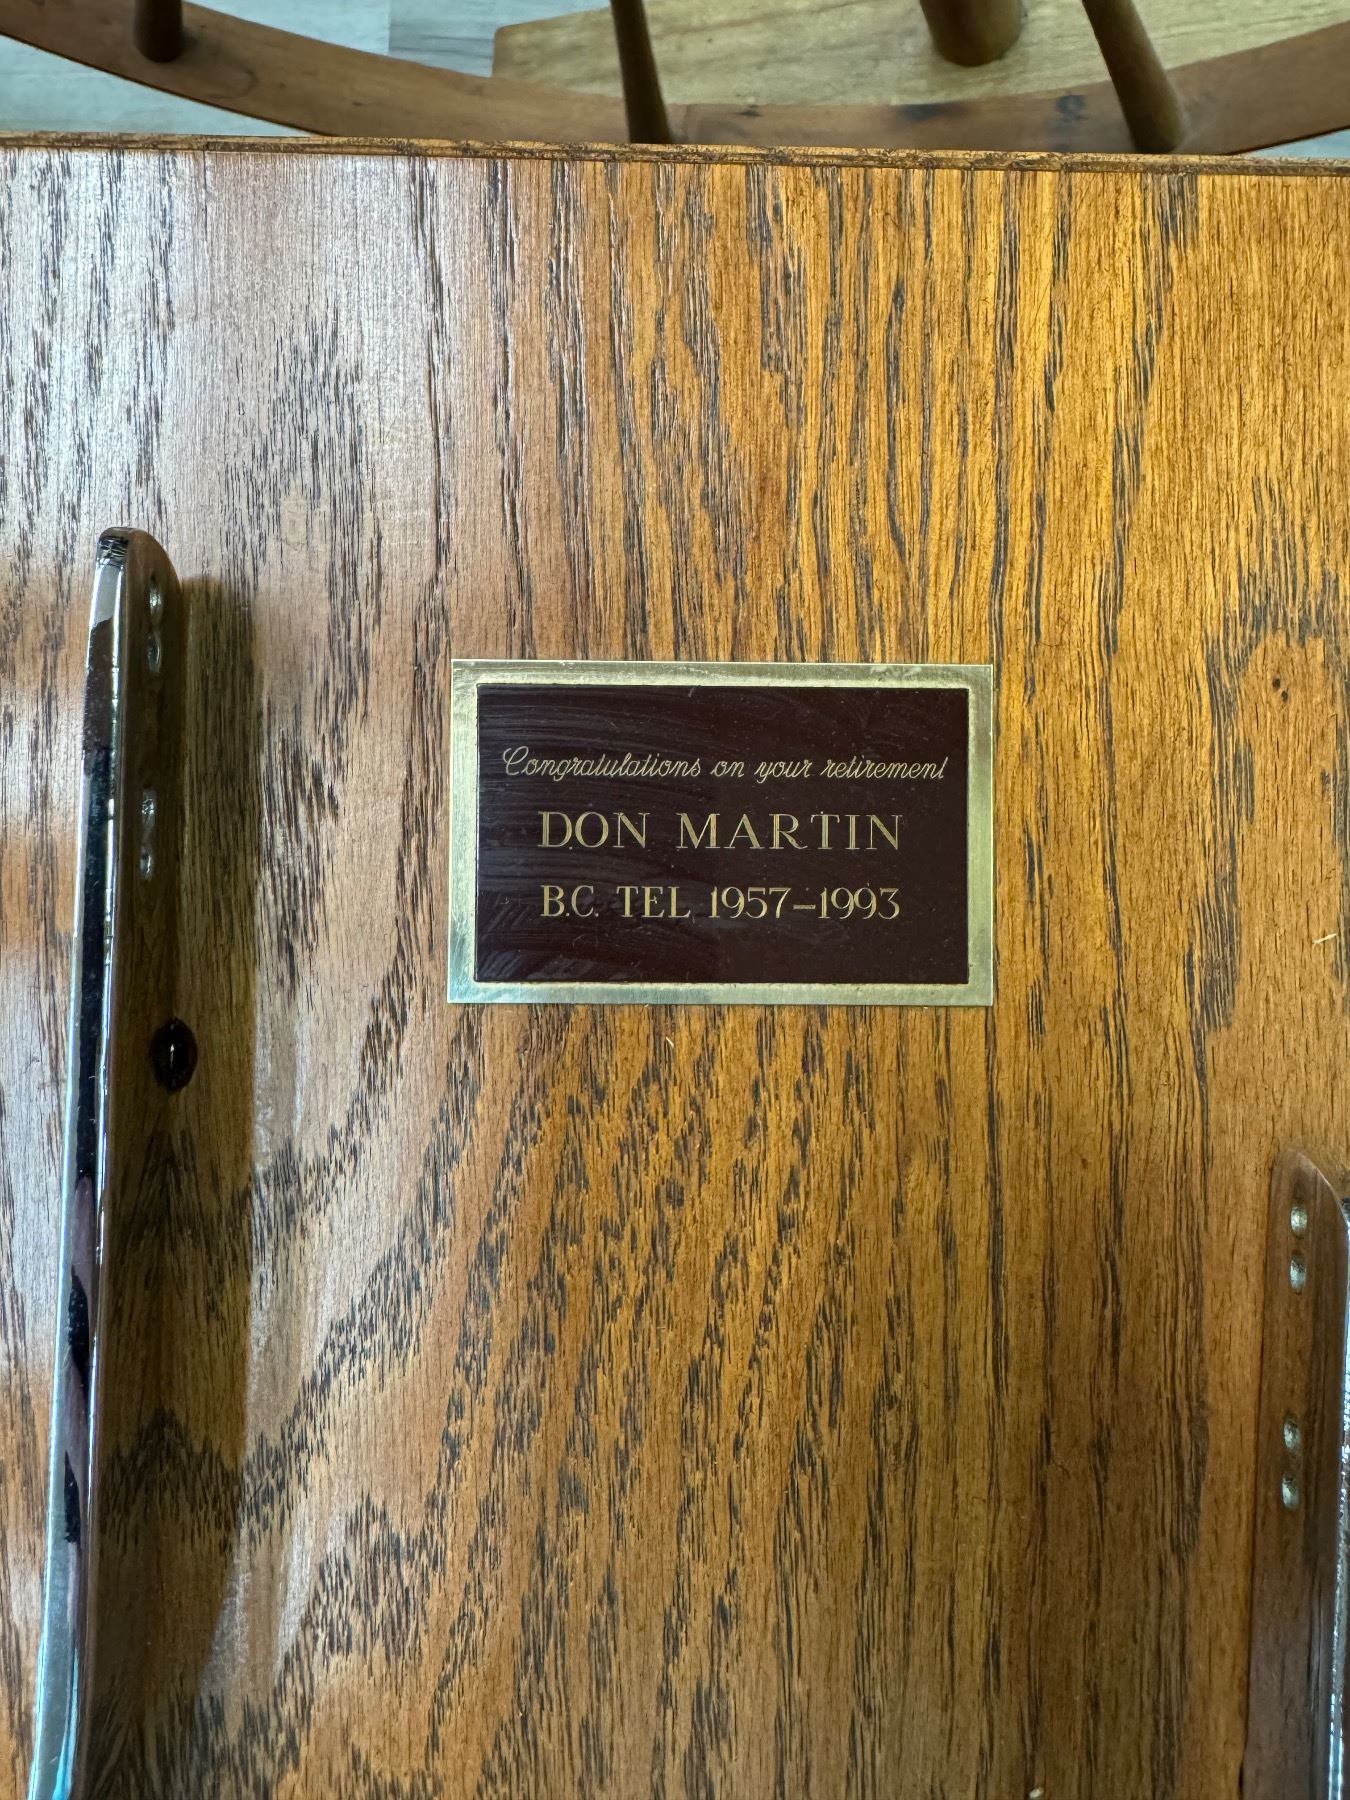 Congratulations on your retirement
DON MARTIN
B.C. TEL 1957–1993